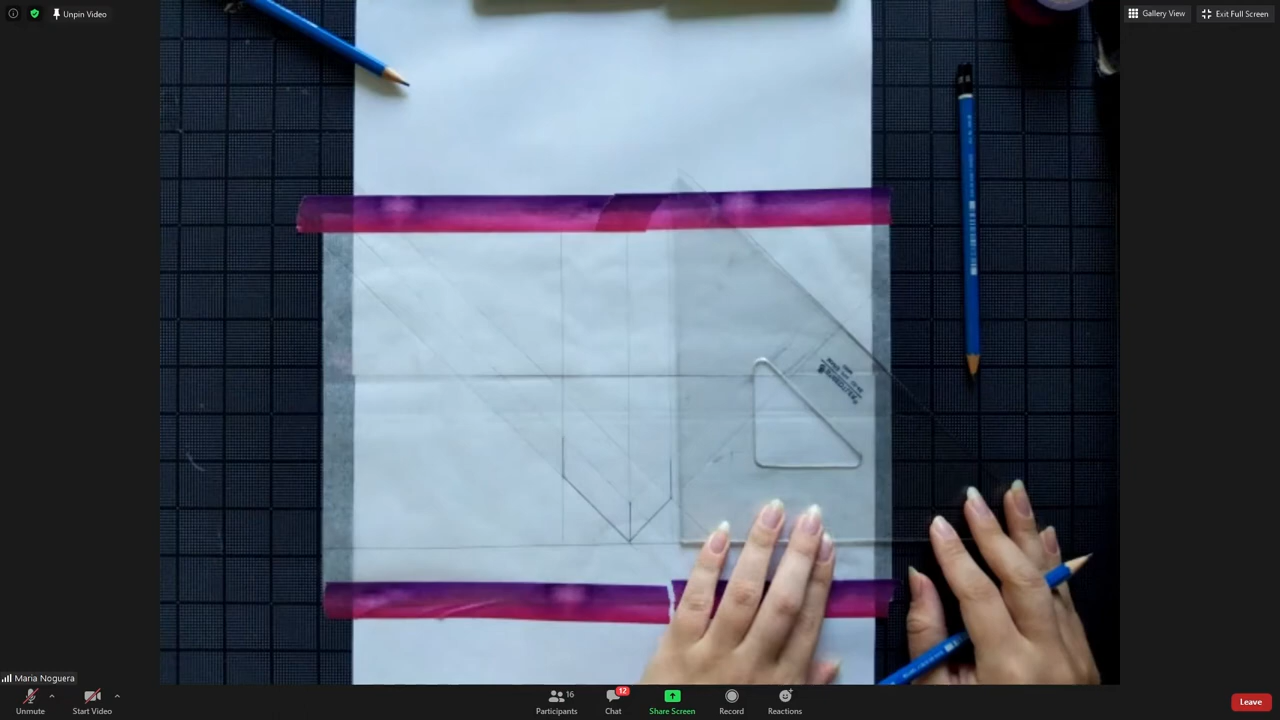 Unpin Video
Gallery View
Exit Full Screen
Maria Noguera
Unmute
Start Video
16
Participants
12
Chat
Share Screen
Record
Reactions
Leave